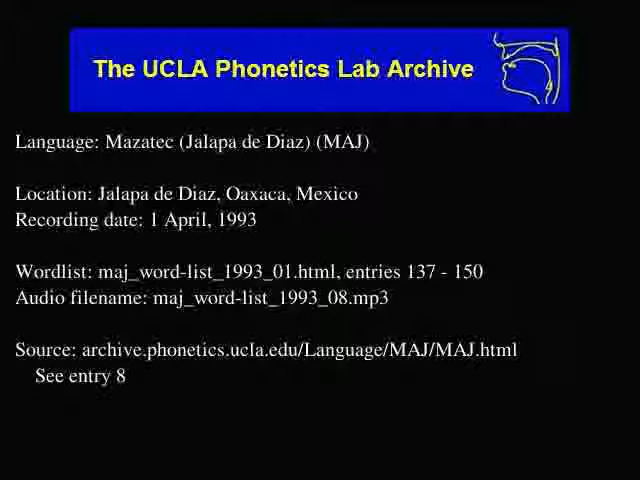 The UCLA Phonetics Lab Archive
Language: Mazatec (Jalapa de Diaz) (MAJ)
Location: Jalapa de Diaz, Oaxaca, Mexico
Recording date: 1 April, 1993
Wordlist: maj_word-list_1993_01.html, entries 137 - 150
Audio filename: maj_word-list_1993_08.mp3
Source: archive.phonetics.ucla.edu/Language/MAJ/MAJ.html
See entry 8